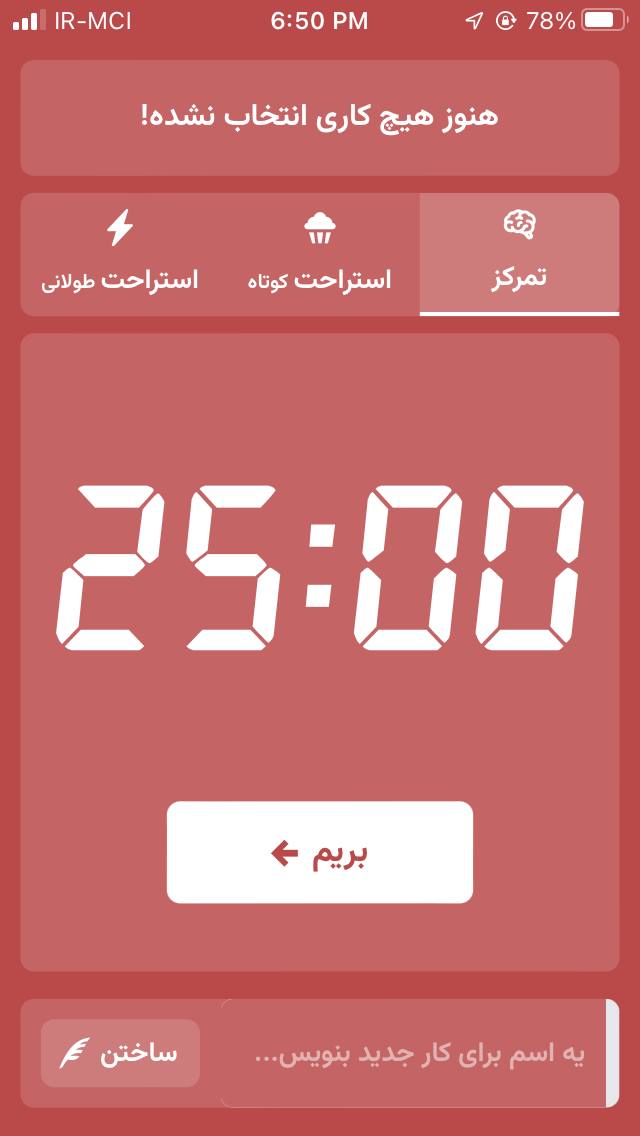 IR-MCI 6:50 PM 78%
هنوز هیچ کاری انتخاب نشده!
تمرکز
استراحت کوتاه
استراحت طولانی
25:00
بریم ←
یه اسم برای کار جدید بنویس...
ساختن